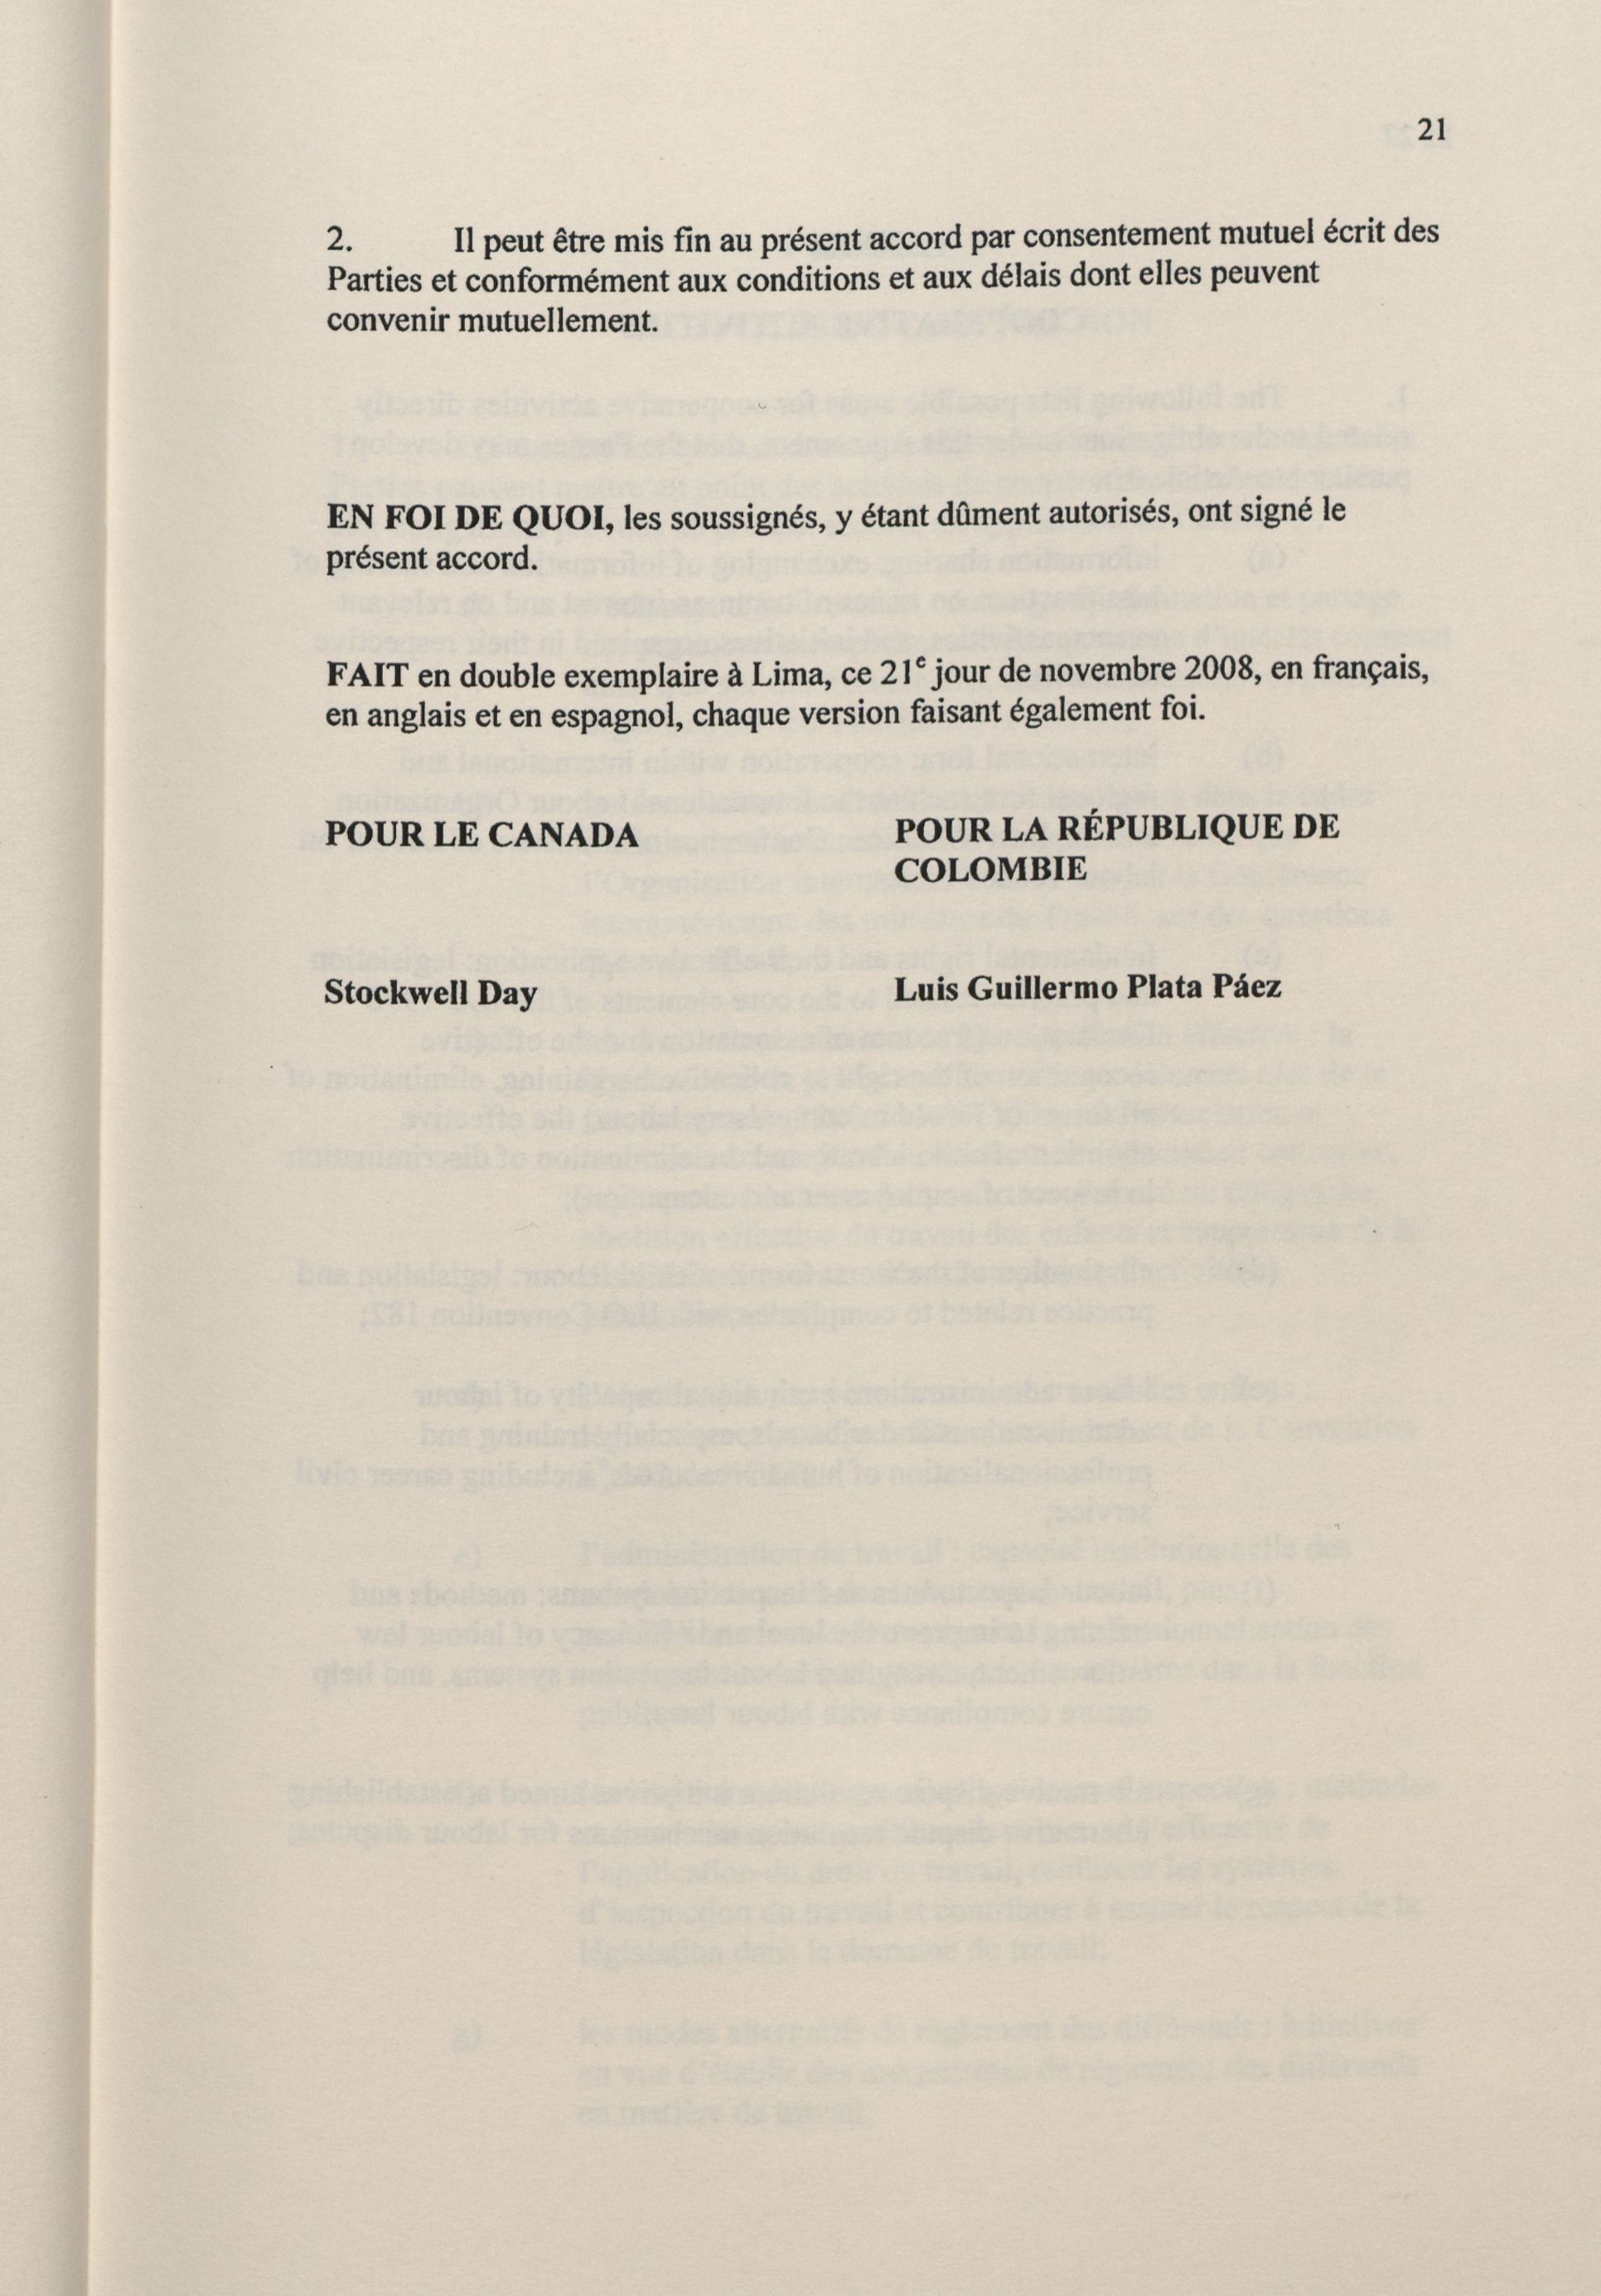 21
2. Il peut être mis fin au présent accord par consentement mutuel écrit des
Parties et conformément aux conditions et aux délais dont elles peuvent
convenir mutuellement.
EN FOI DE QUOI, les soussignés, y étant dûment autorisés, ont signé le
présent accord.
FAIT en double exemplaire à Lima, ce 21e jour de novembre 2008, en français,
en anglais et en espagnol, chaque version faisant également foi.
POUR LE CANADA
POUR LA RÉPUBLIQUE DE
COLOMBIE
Stockwell Day
Luis Guillermo Plata Páez